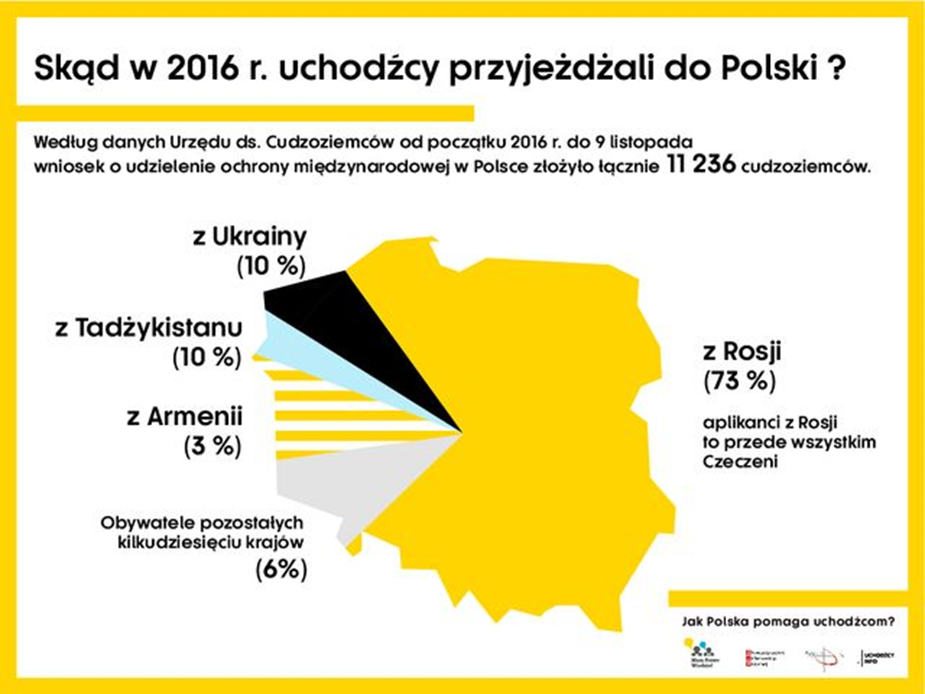 Skąd w 2016 r. uchodźcy przyjeżdżali do Polski ?
Według danych Urzędu ds. Cudzoziemców od początku 2016 r. do 9 listopada
wniosek o udzielenie ochrony międzynarodowej w Polsce złożyło łącznie 11 236 cudzoziemców.
z Ukrainy
(10 %)
z Tadżykistanu
(10 %)
z Armenii
(3 %)
Obywatele pozostałych
kilkudziesięciu krajów
(6%)
z Rosji
(73 %)
aplikanci z Rosji
to przede wszystkim
Czeczeni
Jak Polska pomaga uchodźcom?
UCHODŹCY
INFO